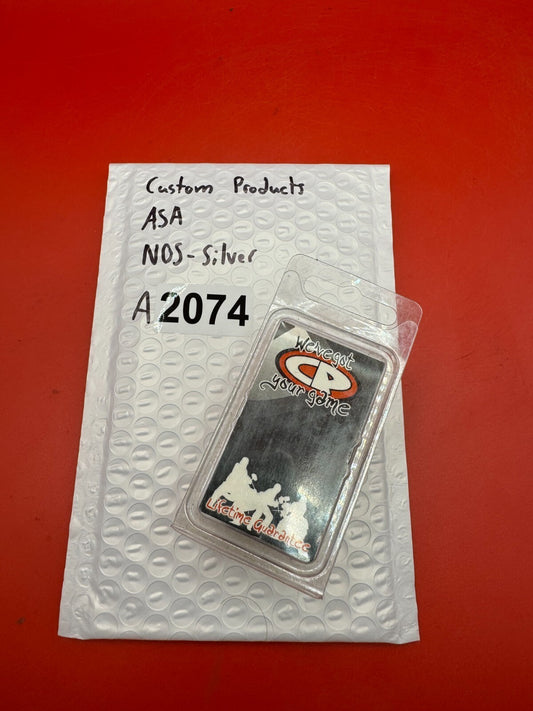 Custom Products
ASA
NOS-Silver
A2074
We've got
CP
your game
Lifetime Guarantee